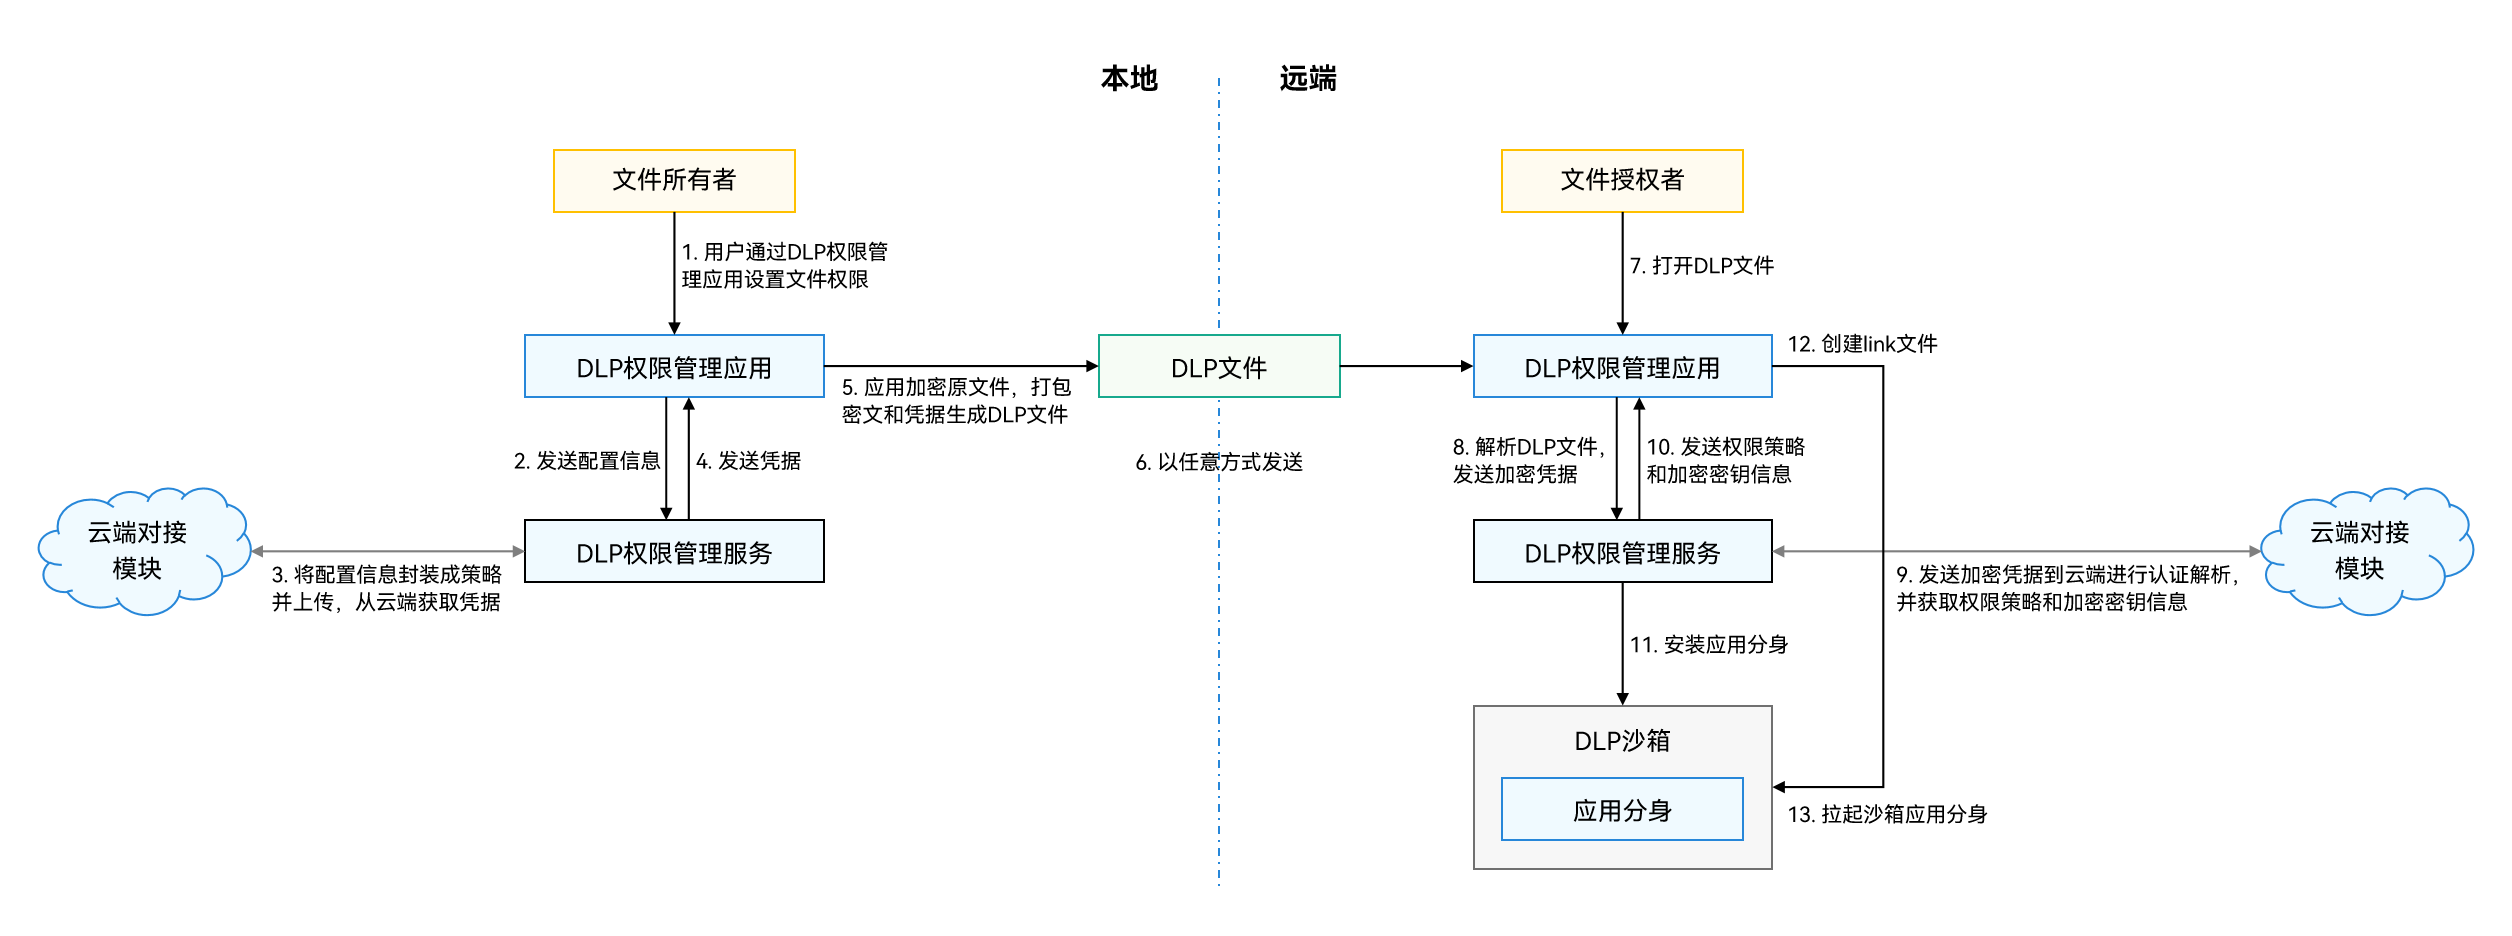 本地
远端
文件所有者
文件授权者
1. 用户通过DLP权限管
理应用设置文件权限
7. 打开DLP文件
DLP权限管理应用
DLP文件
DLP权限管理应用
12. 创建link文件
5. 应用加密原文件，打包
密文和凭据生成DLP文件
2. 发送配置信息
4. 发送凭据
6. 以任意方式发送
8. 解析DLP文件，
发送加密凭据
10. 发送权限策略
和加密密钥信息
云端对接
模块
DLP权限管理服务
DLP权限管理服务
云端对接
模块
3. 将配置信息封装成策略
并上传，从云端获取凭据
9. 发送加密凭据到云端进行认证解析，
并获取权限策略和加密密钥信息
11. 安装应用分身
DLP沙箱
应用分身
13. 拉起沙箱应用分身